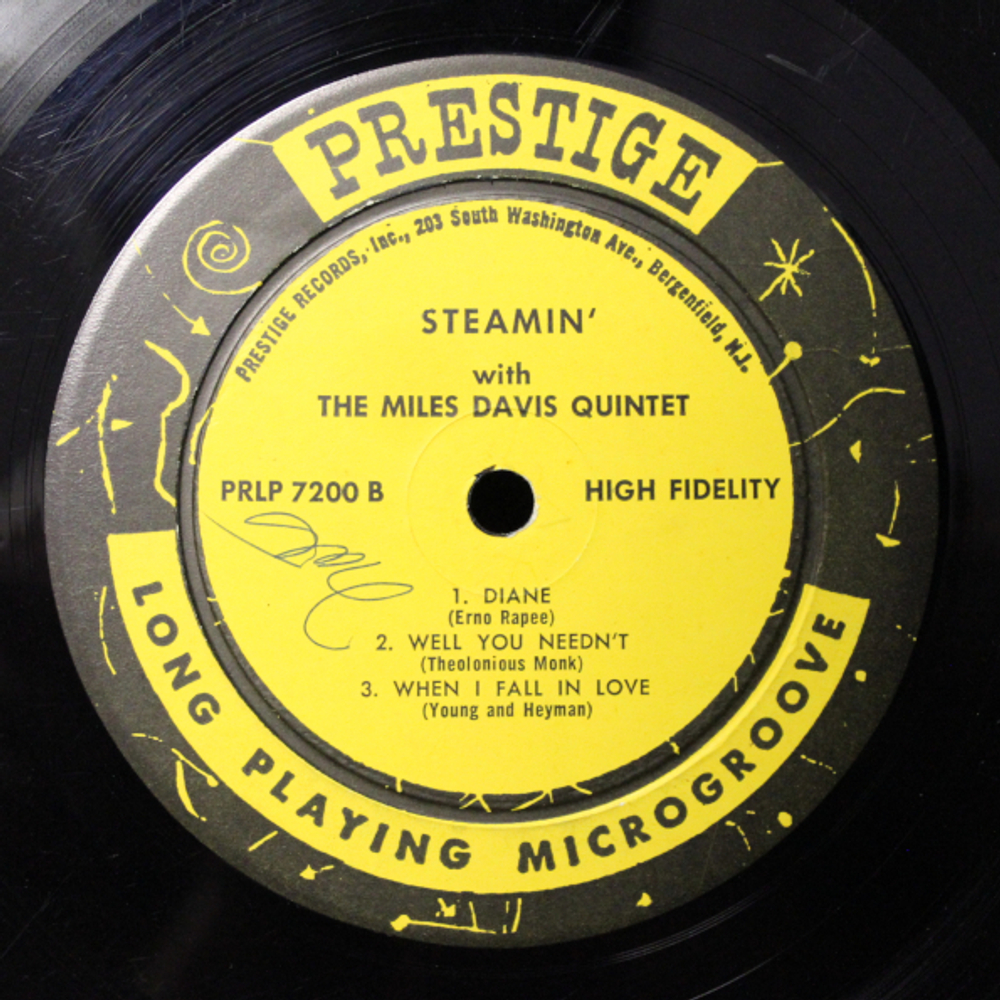 PRESTIGE
PRESTIGE RECORDS, Inc., 203 South Washington Ave., Bergenfield, N.J.
STEAMIN'
with
THE MILES DAVIS QUINTET
PRLP 7200 B
HIGH FIDELITY
1. DIANE
(Erno Rapee)
2. WELL YOU NEEDN'T
(Theolonious Monk)
3. WHEN I FALL IN LOVE
(Young and Heyman)
LONG PLAYING MICROGROOVE